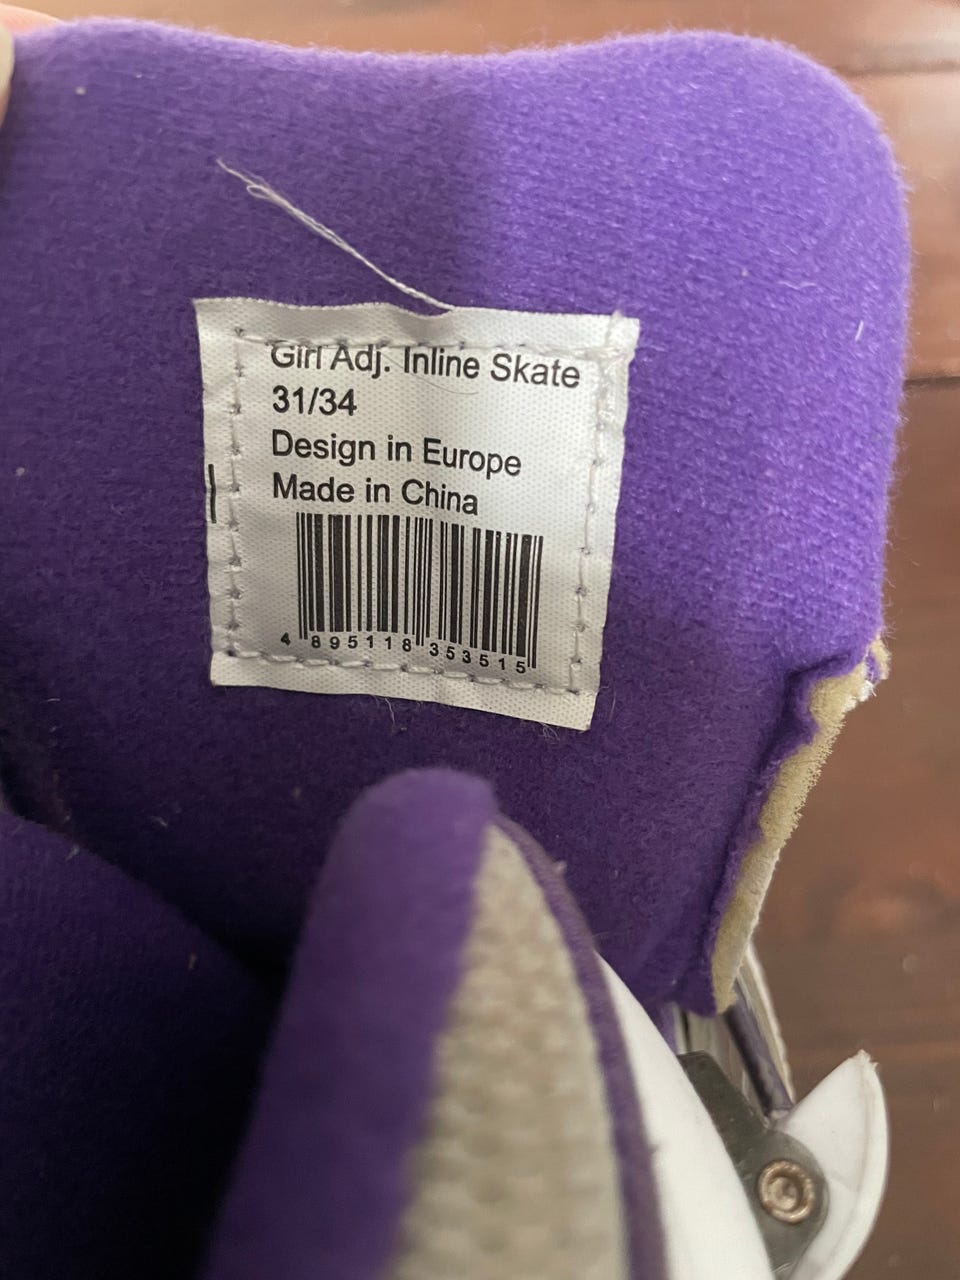 Girl Adj. Inline Skate
31/34
Design in Europe
Made in China
4 895118 353515